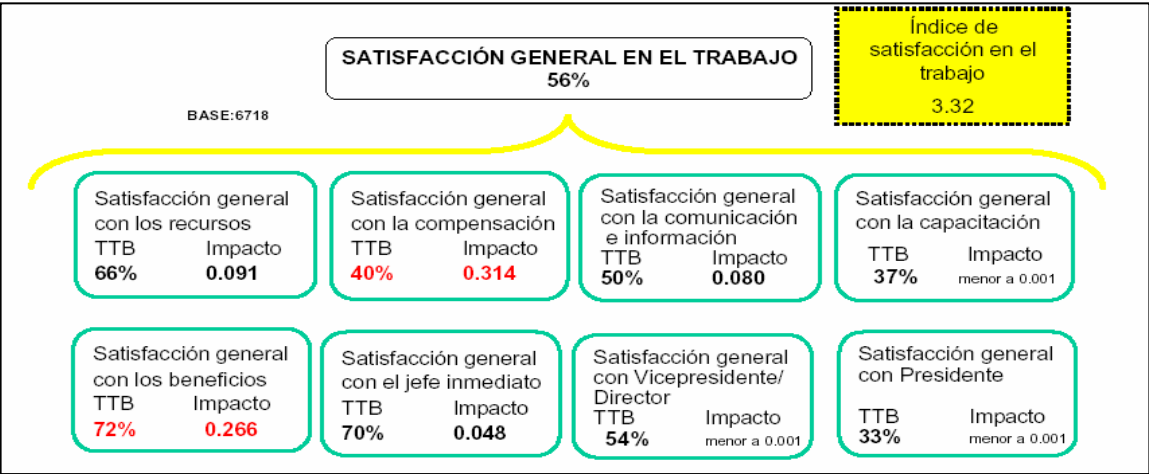 SATISFACCIÓN GENERAL EN EL TRABAJO
56%
Índice de
satisfacción en el
trabajo
3.32
BASE:6718
Satisfacción general
con los recursos
TTB Impacto
66% 0.091
Satisfacción general
con la compensación
TTB Impacto
40% 0.314
Satisfacción general
con la comunicación
e información
TTB Impacto
50% 0.080
Satisfacción general
con la capacitación
TTB Impacto
37% menor a 0.001
Satisfacción general
con los beneficios
TTB Impacto
72% 0.266
Satisfacción general
con el jefe inmediato
TTB Impacto
70% 0.048
Satisfacción general
con Vicepresidente/
Director
TTB Impacto
54% menor a 0.001
Satisfacción general
con Presidente
TTB Impacto
33% menor a 0.001